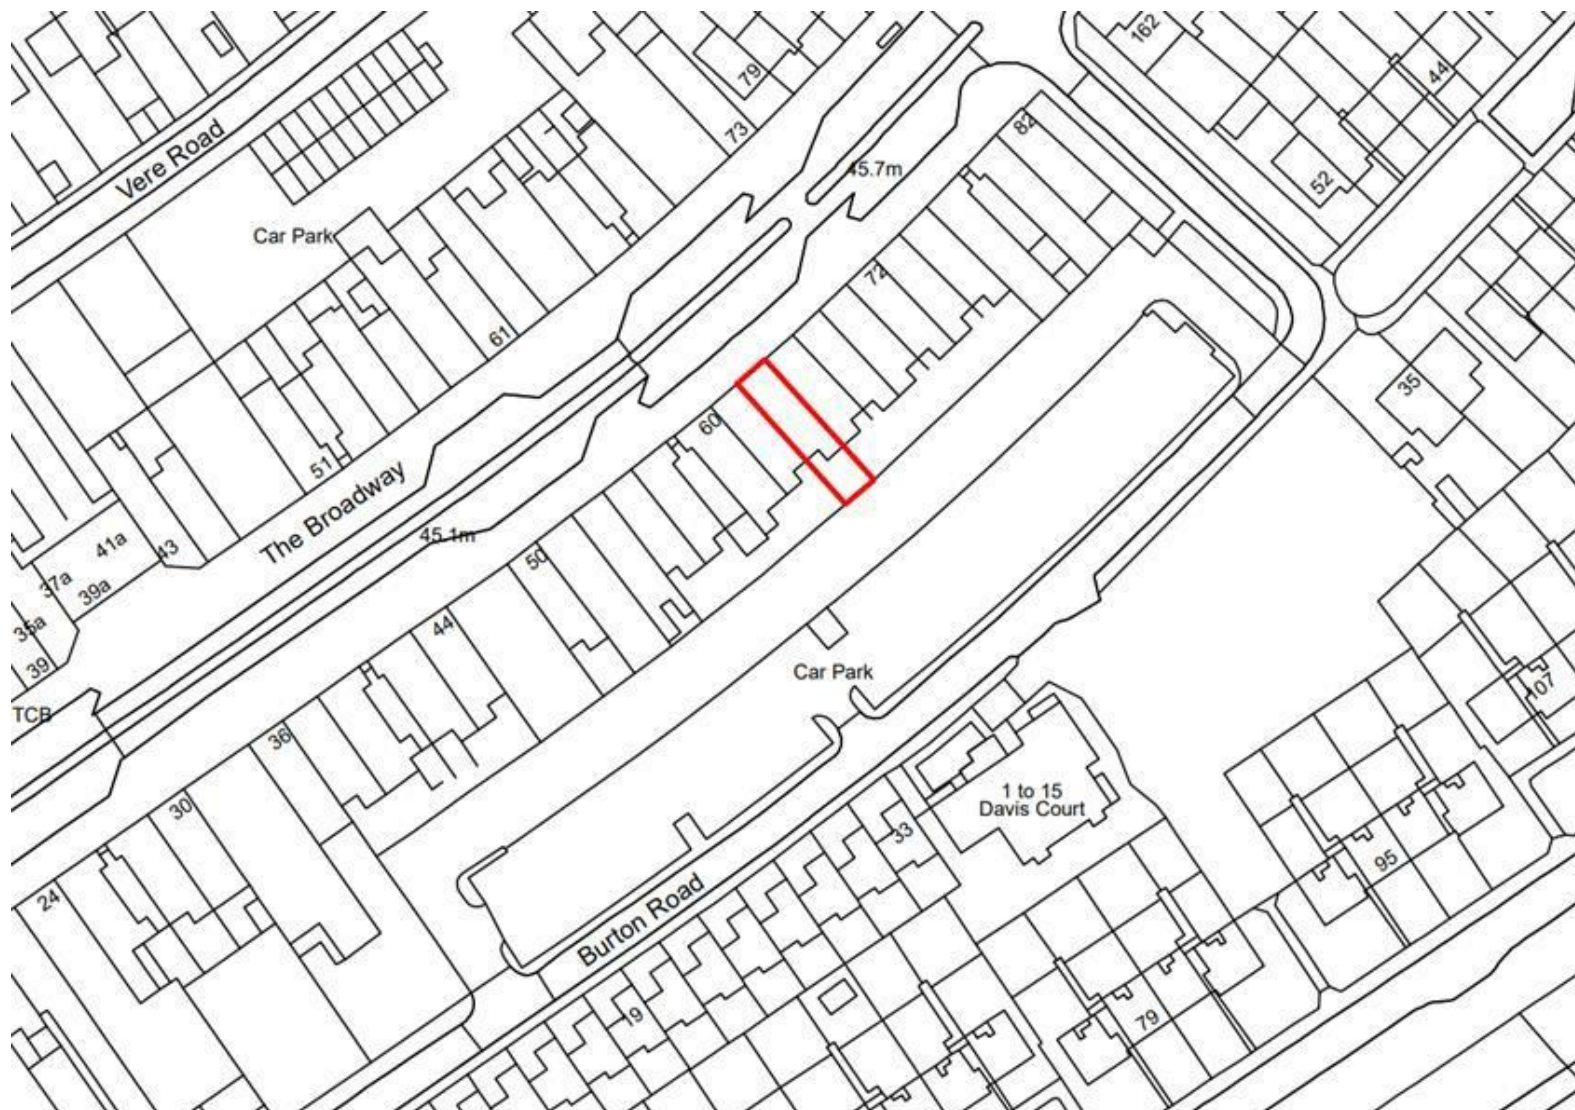 162
44
79
82
73
Vere Road
45.7m
52
Car Park
72
61
35
60
51
The Broadway
45.1m
41a
43
50
37a
39a
35a
44
39
Car Park
107
TCB
36
30
1 to 15
Davis Court
33
95
24
Burton Road
19
79